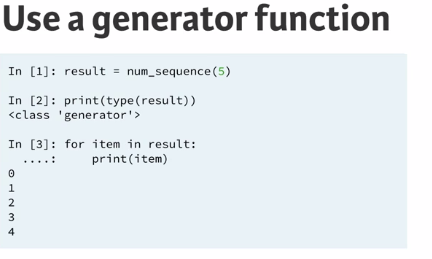 Use a generator function
In [1]: result = num_sequence(5)
In [2]: print(type(result))
<class 'generator'>
In [3]: for item in result:
  ....:     print(item)
0
1
2
3
4